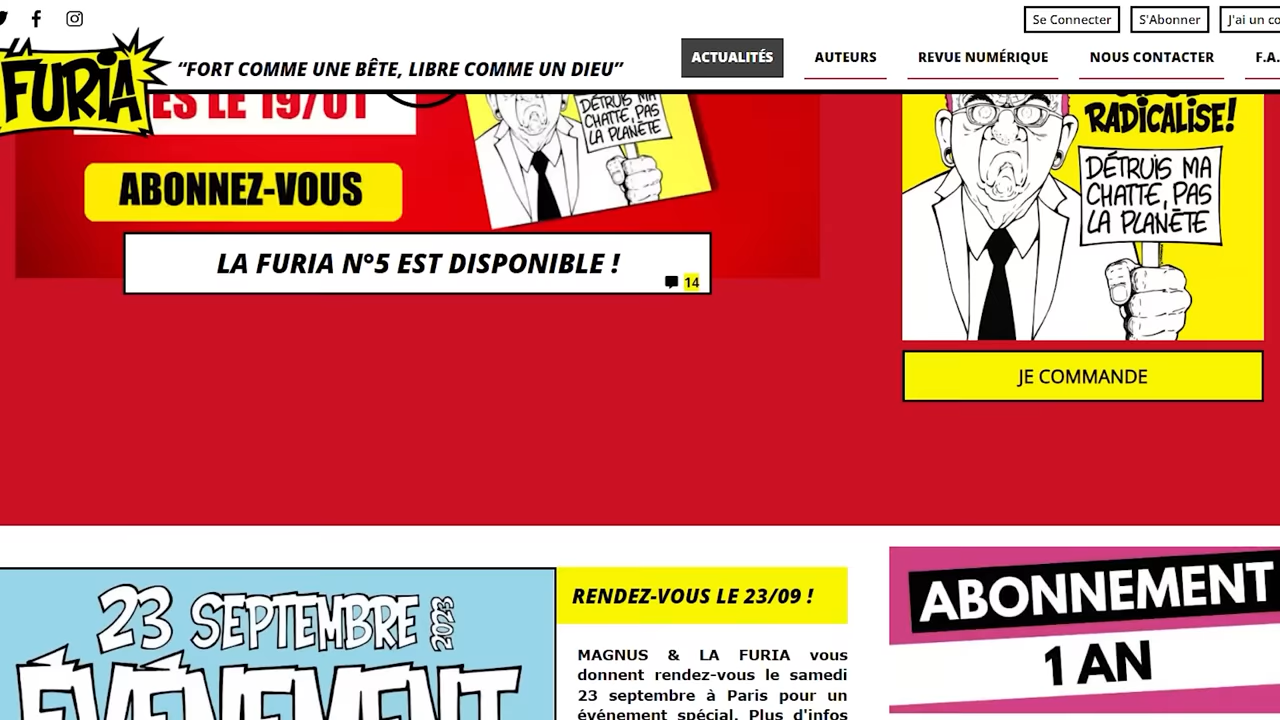 Se Connecter
S'Abonner
J'ai un co
FURIA
“FORT COMME UNE BÊTE, LIBRE COMME UN DIEU”
ACTUALITÉS
AUTEURS
REVUE NUMÉRIQUE
NOUS CONTACTER
F.A.
ÈS LE 19/01
DÉTRUIS MA
CHATTE, PAS
LA PLANÈTE
ABONNEZ-VOUS
LA FURIA N°5 EST DISPONIBLE !
14
RADICALISE!
DÉTRUIS MA
CHATTE, PAS
LA PLANÈTE
JE COMMANDE
23 SEPTEMBRE
2023
ÉVÉNEMENT
RENDEZ-VOUS LE 23/09 !
MAGNUS & LA FURIA vous
donnent rendez-vous le samedi
23 septembre à Paris pour un
événement spécial. Plus d'infos
ABONNEMENT
1 AN